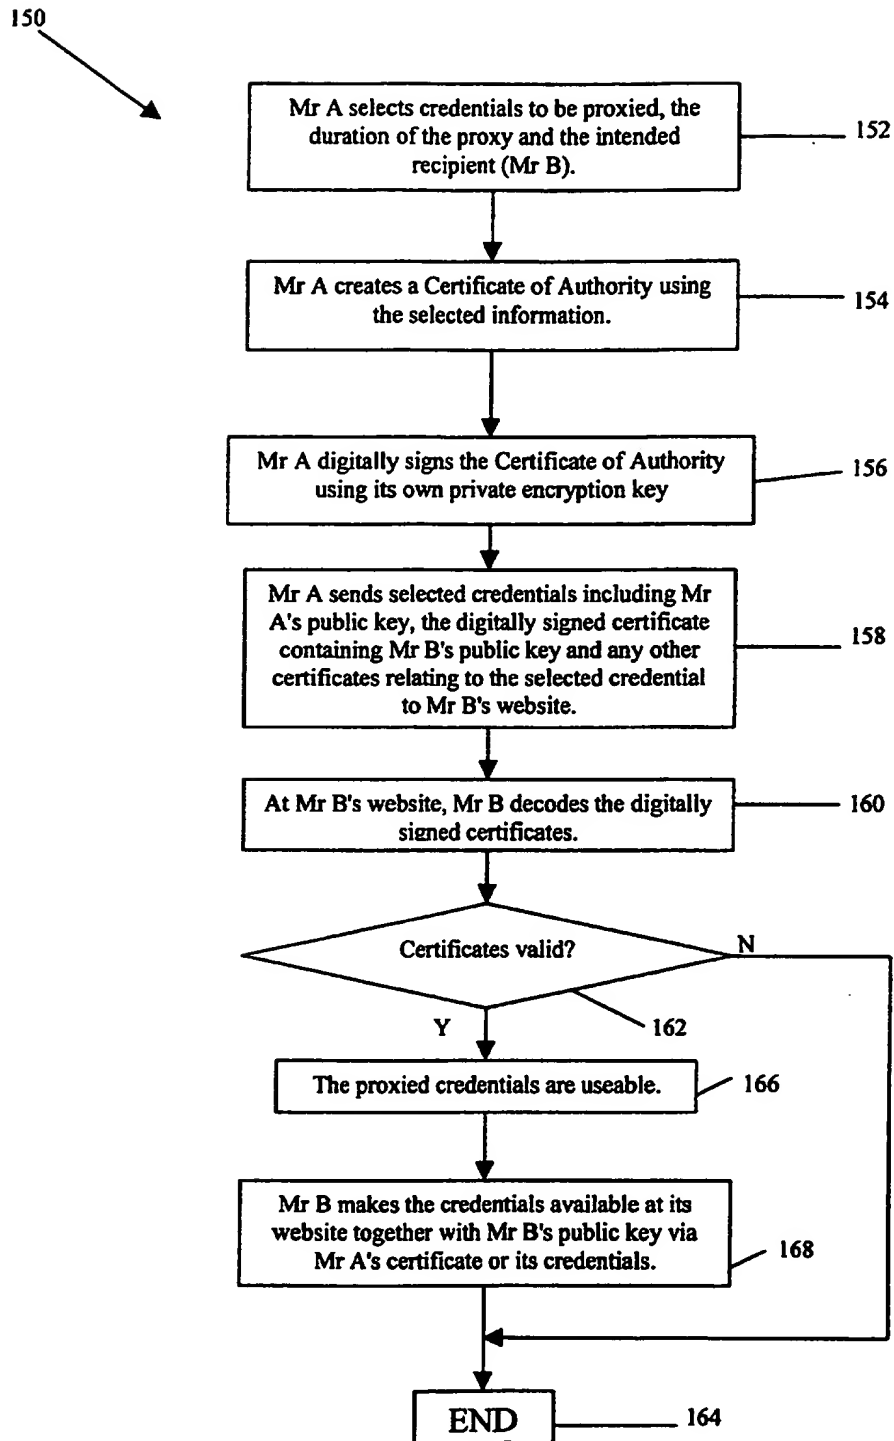 150
Mr A selects credentials to be proxied, the
duration of the proxy and the intended
recipient (Mr B).
152
Mr A creates a Certificate of Authority using
the selected information.
154
Mr A digitally signs the Certificate of Authority
using its own private encryption key
156
Mr A sends selected credentials including Mr
A's public key, the digitally signed certificate
containing Mr B's public key and any other
certificates relating to the selected credential
to Mr B's website.
158
At Mr B's website, Mr B decodes the digitally
signed certificates.
160
Certificates valid?
N
Y
162
The proxied credentials are useable.
166
Mr B makes the credentials available at its
website together with Mr B's public key via
Mr A's certificate or its credentials.
168
END
164